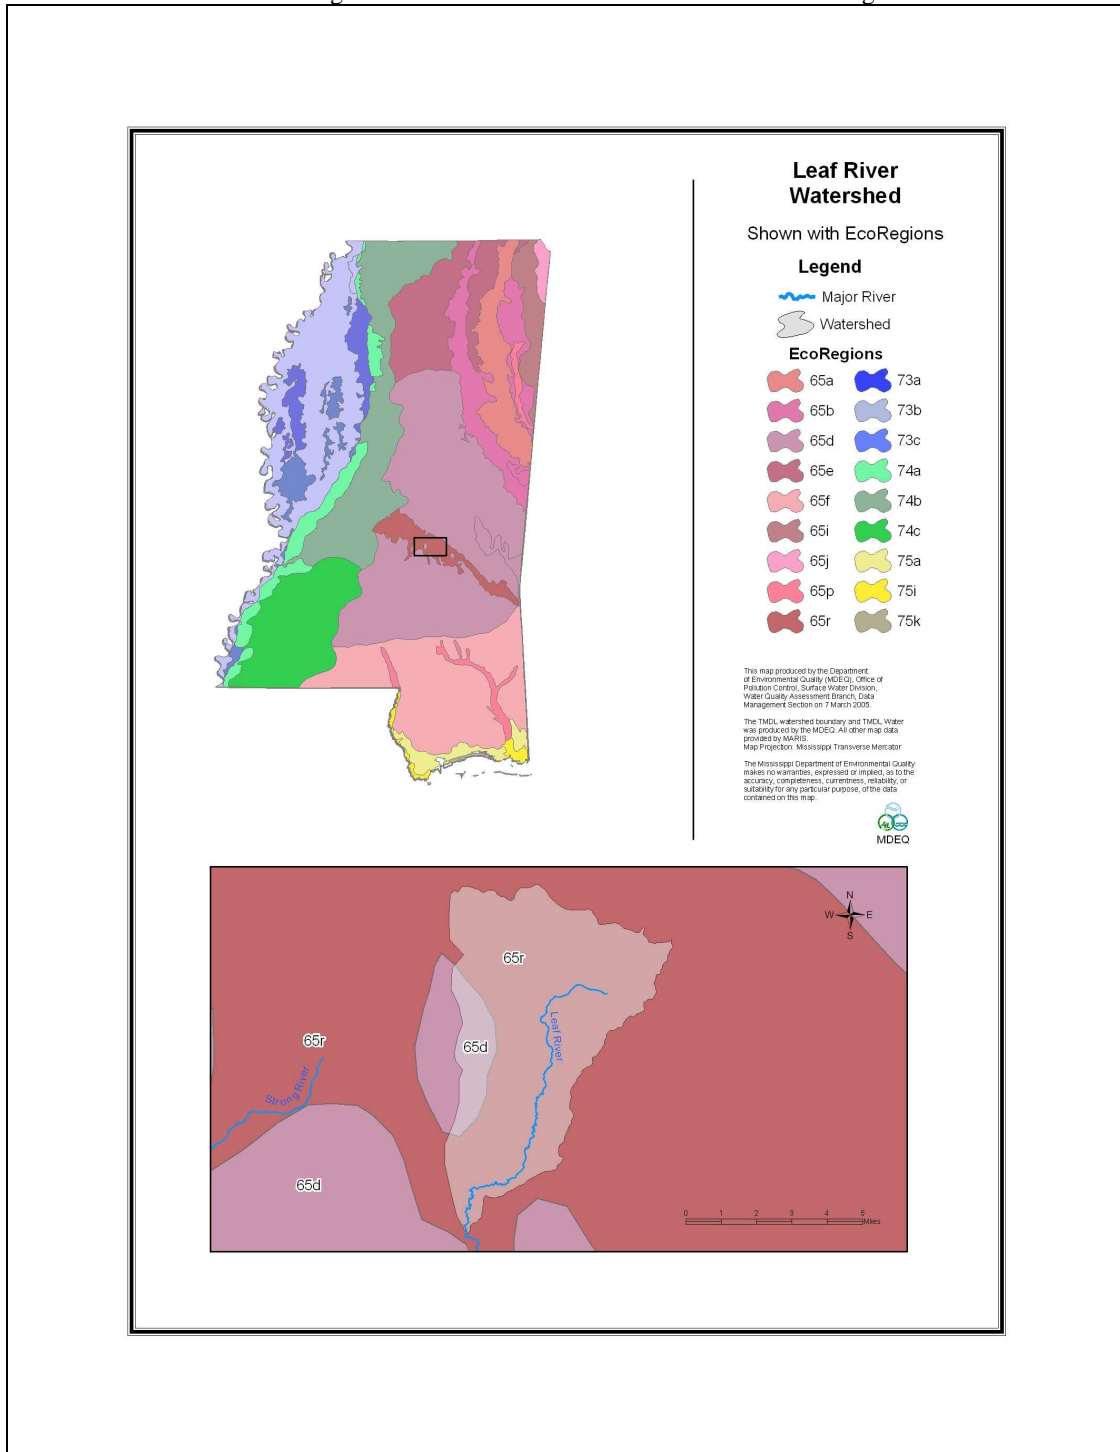 Leaf River
Watershed
Shown with EcoRegions
Legend
Major River
Watershed
EcoRegions
65a 73a
65b 73b
65d 73c
65e 74a
65f 74b
65i 74c
65j 75a
65p 75i
65r 75k
This map produced by the Department
of Environmental Quality (MDEQ), Office of
Pollution Control, Surface Water Division,
Water Quality Assessment Branch, Data
Management Section on 7 March 2005.
The TMDL watershed boundary and TMDL Water
was produced by the MDEQ. All other map data
provided by MARIS.
Map Projection: Mississippi Transverse Mercator
The Mississippi Department of Environmental Quality
makes no warranties, expressed or implied, as to the
accuracy, completeness, currentness, reliability, or
suitability for any particular purpose, of the data
contained on this map.
MDEQ
N
W E
S
65r
Leaf River
65r
65d
Strong River
65d
0 1 2 3 4 5
Miles